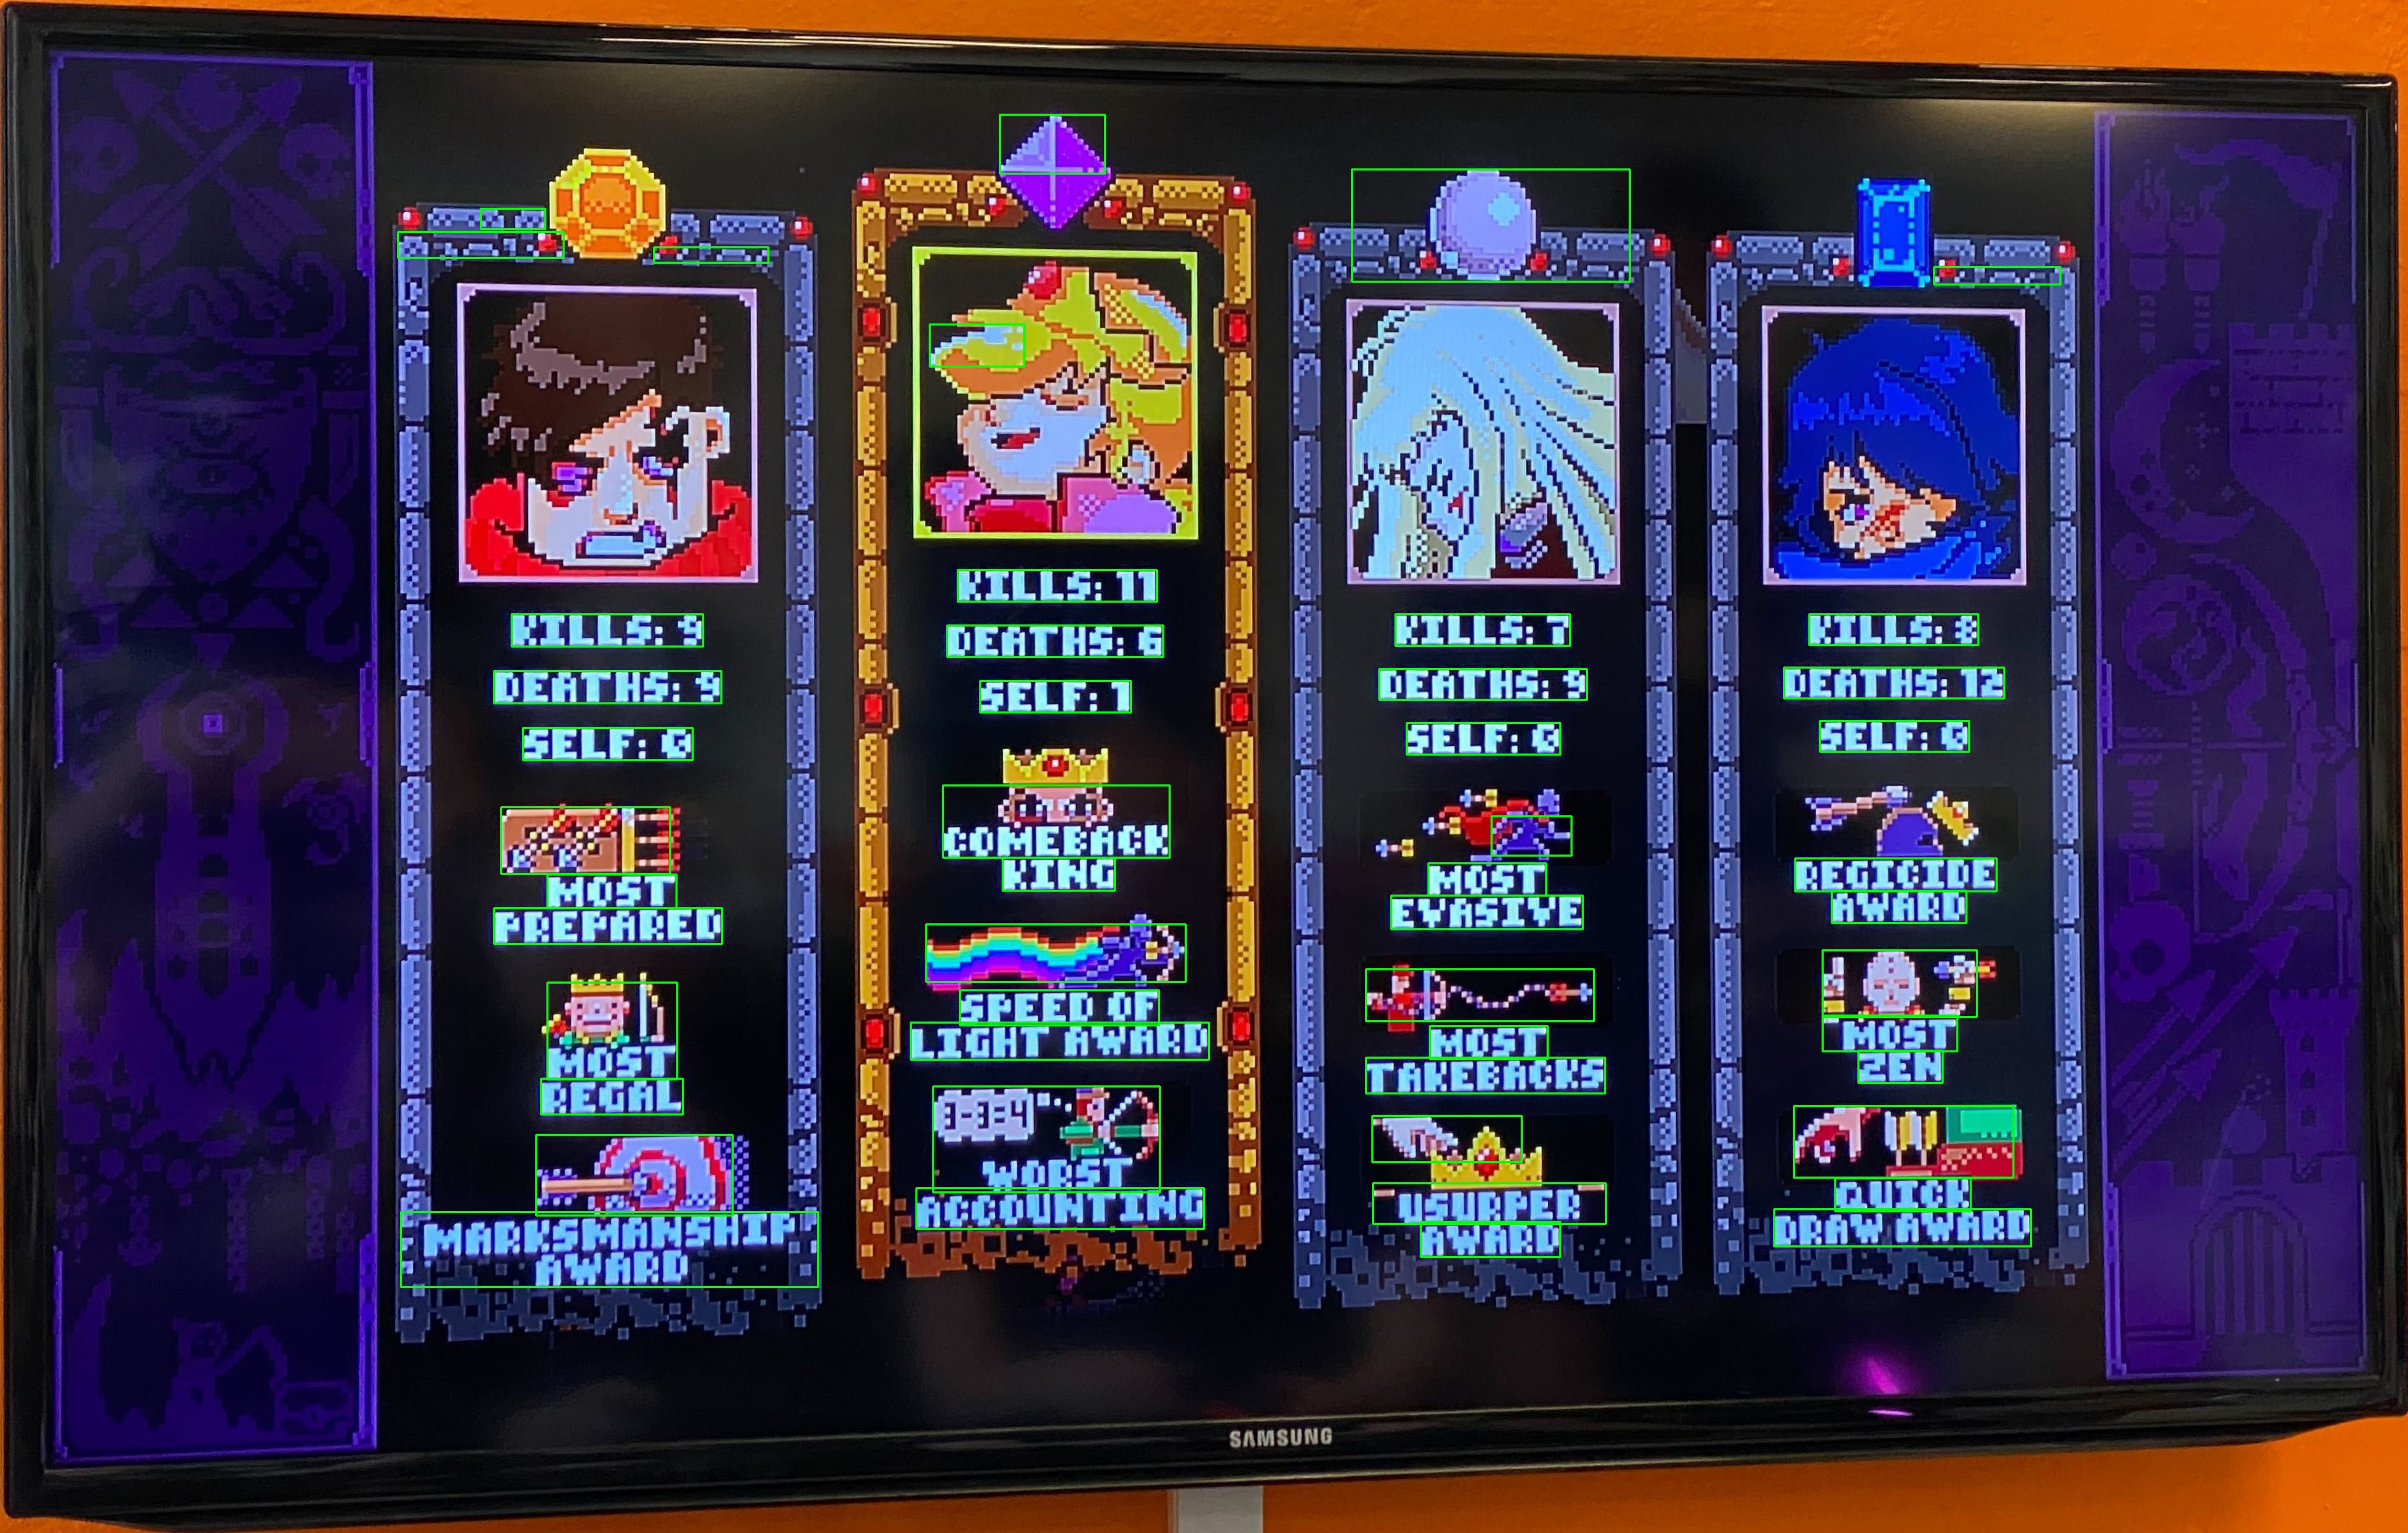 KILLS: 9
DEATHS: 9
SELF: 0
MOST
PREPARED
MOST
REGAL
MARKSMANSHIP
AWARD
KILLS: 11
DEATHS: 6
SELF: 1
COMEBACK
KING
SPEED OF
LIGHT AWARD
WORST
ACCOUNTING
KILLS: 7
DEATHS: 9
SELF: 0
MOST
EVASIVE
MOST
TAKEBACKS
USURPER
AWARD
KILLS: 8
DEATHS: 12
SELF: 0
REGICIDE
AWARD
MOST
ZEN
QUICK
DRAW AWARD
SAMSUNG